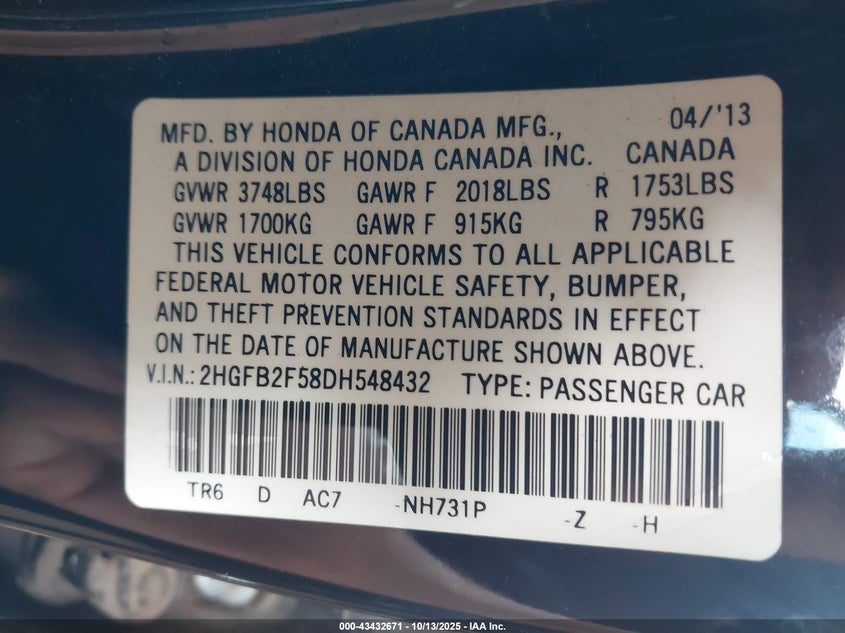 04/'13
MFD. BY HONDA OF CANADA MFG.,
A DIVISION OF HONDA CANADA INC. CANADA
GVWR 3748LBS GAWR F 2018LBS R 1753LBS
GVWR 1700KG GAWR F 915KG R 795KG
THIS VEHICLE CONFORMS TO ALL APPLICABLE
FEDERAL MOTOR VEHICLE SAFETY, BUMPER,
AND THEFT PREVENTION STANDARDS IN EFFECT
ON THE DATE OF MANUFACTURE SHOWN ABOVE.
V.I.N.: 2HGFB2F58DH548432 TYPE: PASSENGER CAR
TR6 D AC7 -NH731P -Z -H
000-43432671 - 10/13/2025 - IAA Inc.